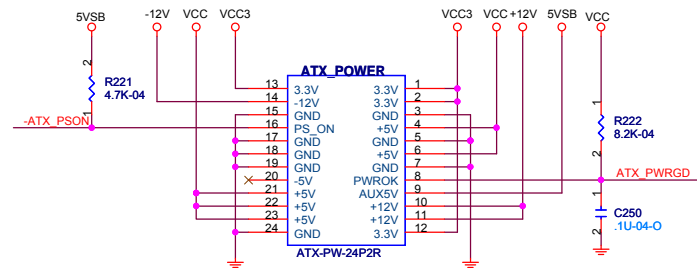 5VSB -12V VCC VCC3 VCC3 VCC +12V 5VSB VCC
ATX_POWER
2 R221 4.7K-04 1
-ATX_PSON
13 3.3V 3.3V 1
14 -12V 3.3V 2
15 GND GND 3
16 PS_ON +5V 4
17 GND GND 5
18 GND +5V 6
19 GND GND 7
20 -5V PWROK 8
21 +5V AUX5V 9
22 +5V +12V 10
23 +5V +12V 11
24 GND 3.3V 12
ATX-PW-24P2R
1 R222 8.2K-04 2
ATX_PWRGD
1 C250 .1U-04-O 2